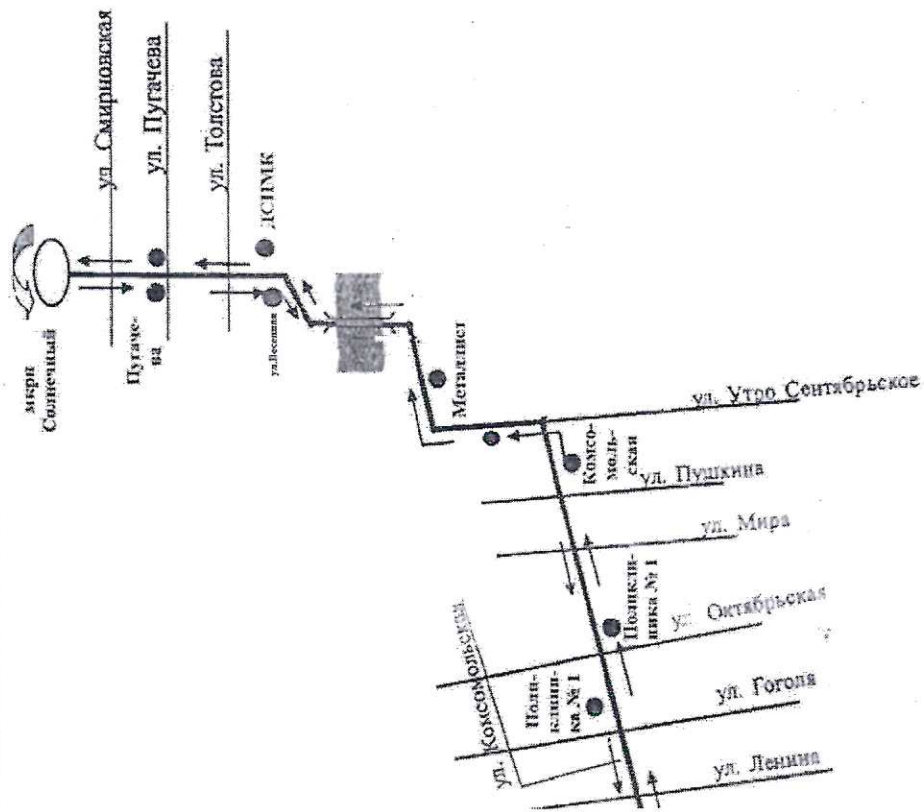 мкрн
Солнечный
ул. Смирновская
ул. Пугачева
Пугаче-
ва
ул. Толстова
ДСПМК
ул.Весенняя
Металлист
ул. Утро Сентябрьское
Комсо-
моль-
ская
ул. Пушкина
ул. Мира
Поликли-
ника № 1
ул. Октябрьская
ул. Комсомольская
Поли-
клини-
ка № 1
ул. Гоголя
ул. Ленина